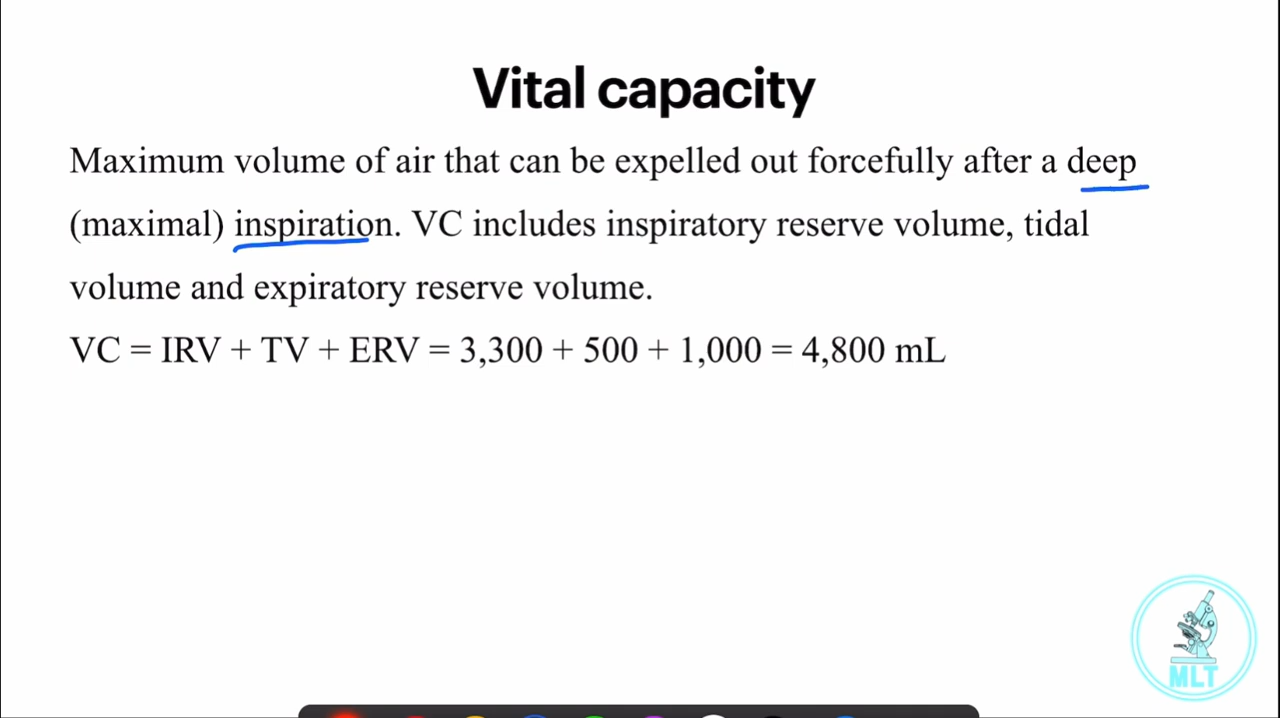 Vital capacity
Maximum volume of air that can be expelled out forcefully after a deep
(maximal) inspiration. VC includes inspiratory reserve volume, tidal
volume and expiratory reserve volume.
VC = IRV + TV + ERV = 3,300 + 500 + 1,000 = 4,800 mL
MLT